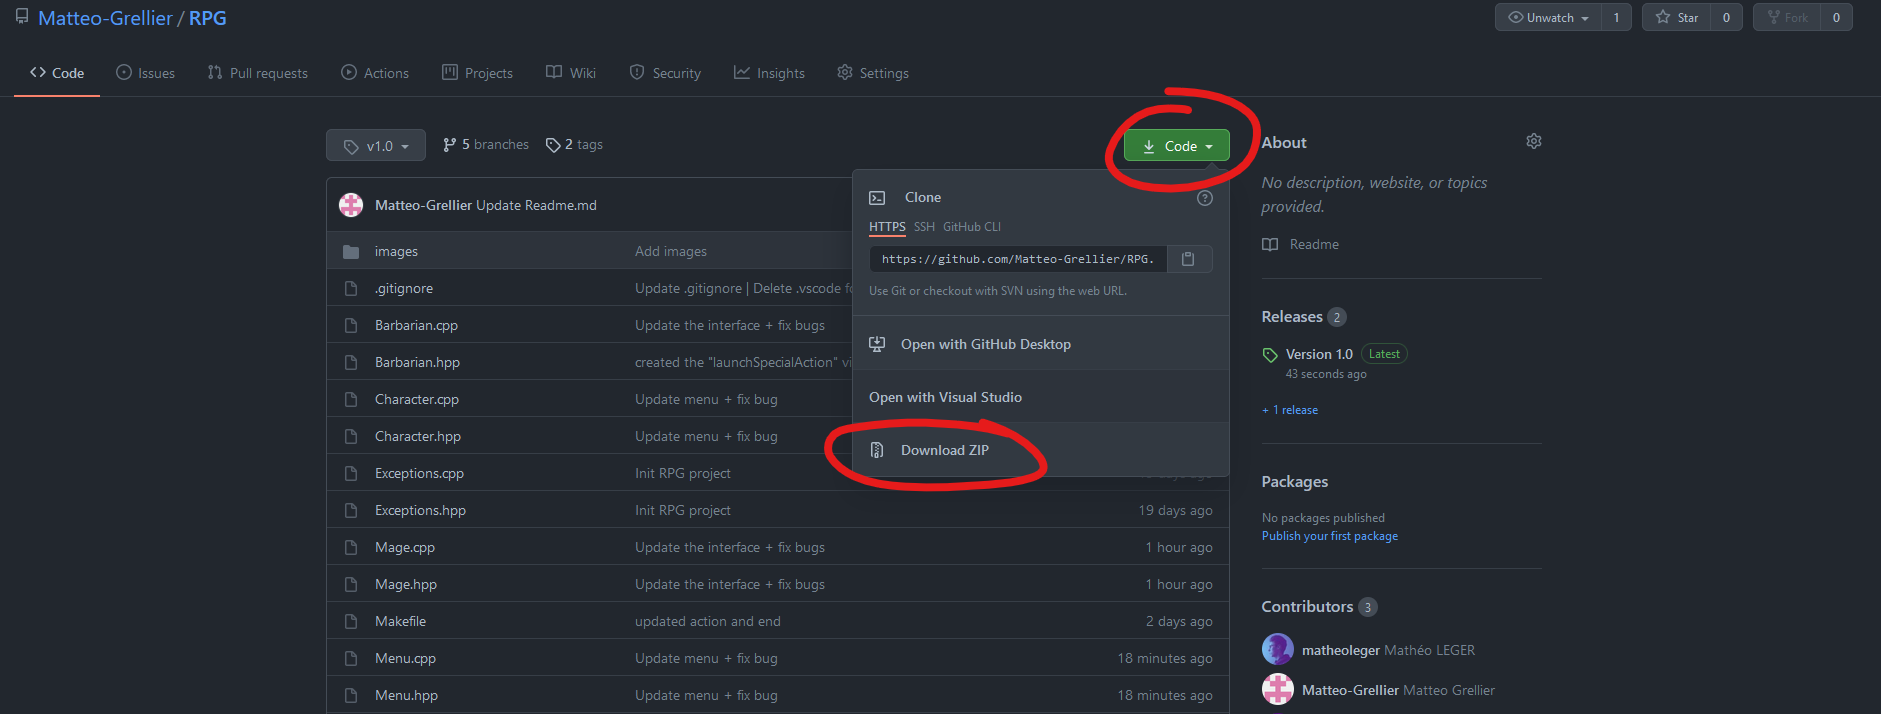 Matteo-Grellier / RPG
Unwatch 1 Star 0 Fork 0
Code Issues Pull requests Actions Projects Wiki Security Insights Settings
v1.0 5 branches 2 tags
Code
Matteo-Grellier Update Readme.md
images Add images
.gitignore Update .gitignore | Delete .vscode
Barbarian.cpp Update the interface + fix bugs
Barbarian.hpp created the "launchSpecialAction"
Character.cpp Update menu + fix bug
Character.hpp Update menu + fix bug
Exceptions.cpp Init RPG project
Exceptions.hpp Init RPG project 19 days ago
Mage.cpp Update the interface + fix bugs 1 hour ago
Mage.hpp Update the interface + fix bugs 1 hour ago
Makefile updated action and end 2 days ago
Menu.cpp Update menu + fix bug 18 minutes ago
Menu.hpp Update menu + fix bug 18 minutes ago
Clone
HTTPS SSH GitHub CLI
https://github.com/Matteo-Grellier/RPG.
Use Git or checkout with SVN using the web URL.
Open with GitHub Desktop
Open with Visual Studio
Download ZIP
About
No description, website, or topics
provided.
Readme
Releases 2
Version 1.0 Latest
43 seconds ago
+ 1 release
Packages
No packages published
Publish your first package
Contributors 3
matheoleger Mathéo LEGER
Matteo-Grellier Matteo Grellier